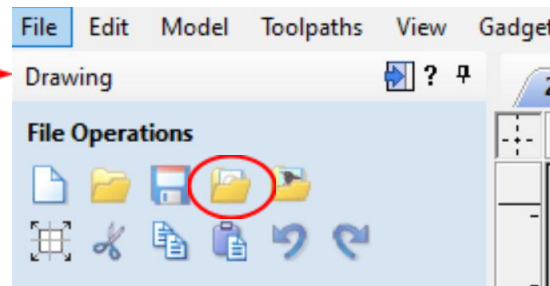 File Edit Model Toolpaths View Gadget
Drawing ?
File Operations